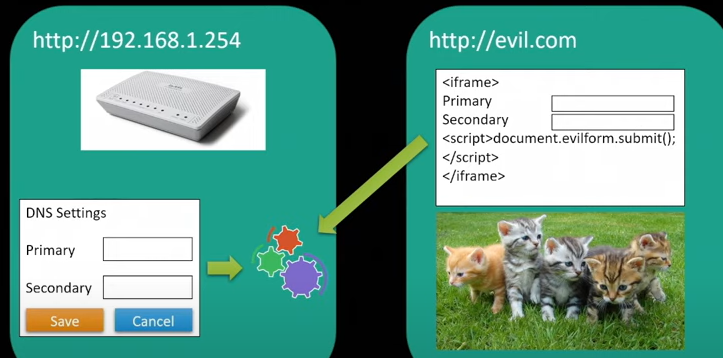 http://192.168.1.254
DNS Settings
Primary
Secondary
Save Cancel
http://evil.com
<iframe>
Primary
Secondary
<script>document.evilform.submit();
</script>
</iframe>